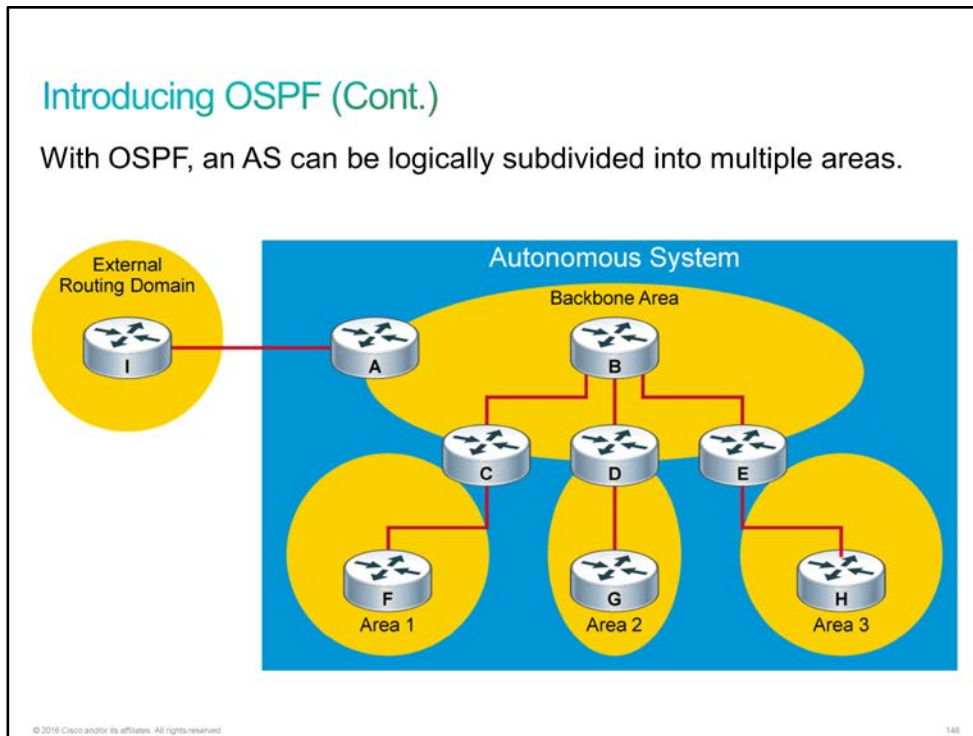 Introducing OSPF (Cont.)
With OSPF, an AS can be logically subdivided into multiple areas.
Autonomous System
External
Routing Domain
Backbone Area
I
A
B
C
D
E
F
G
H
Area 1
Area 2
Area 3
© 2016 Cisco and/or its affiliates. All rights reserved.
148